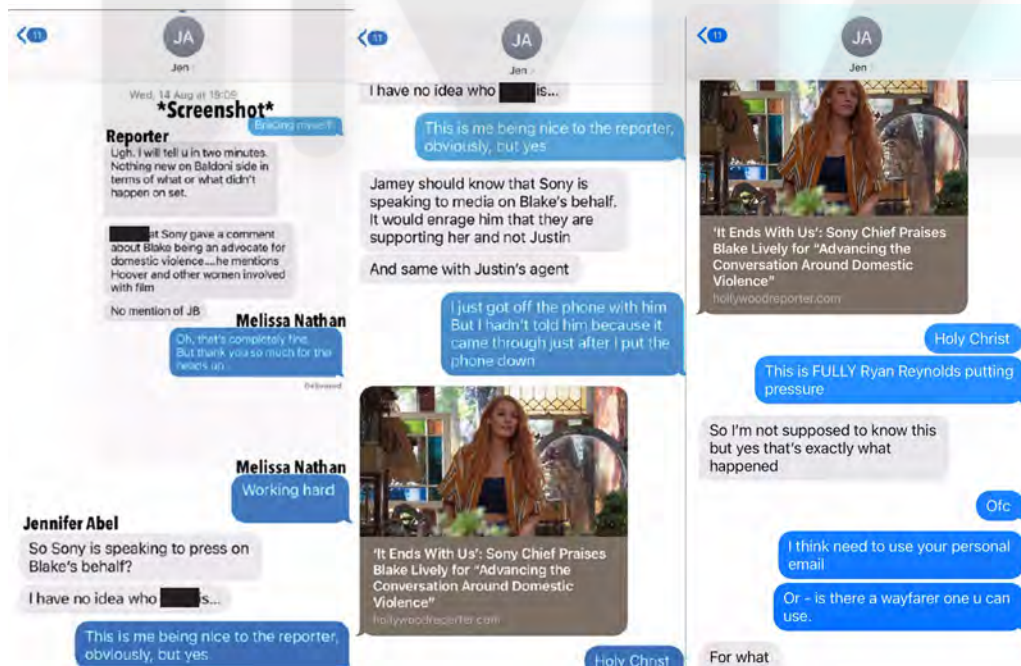 11
JA
Jen
Wed, 14 Aug at 19:09
*Screenshot*
Bracing myself
Reporter
Ugh. I will tell u in two minutes.
Nothing new on Baldoni side in
terms of what or what didn't
happen on set.
at Sony gave a comment
about Blake being an advocate for
domestic violence....he mentions
Hoover and other women involved
with film
No mention of JB
Melissa Nathan
Oh, that's completely fine.
But thank you so much for the
heads up
Delivered
Melissa Nathan
Working hard
Jennifer Abel
So Sony is speaking to press on
Blake's behalf?
I have no idea who is...
This is me being nice to the reporter,
obviously, but yes
11
JA
Jen
I have no idea who is...
This is me being nice to the reporter,
obviously, but yes
Jamey should know that Sony is
speaking to media on Blake's behalf.
It would enrage him that they are
supporting her and not Justin
And same with Justin's agent
I just got off the phone with him
But I hadn't told him because it
came through just after I put the
phone down
'It Ends With Us': Sony Chief Praises
Blake Lively for "Advancing the
Conversation Around Domestic
Violence"
hollywoodreporter.com
Holy Christ
11
JA
Jen
'It Ends With Us': Sony Chief Praises
Blake Lively for "Advancing the
Conversation Around Domestic
Violence"
hollywoodreporter.com
Holy Christ
This is FULLY Ryan Reynolds putting
pressure
So I'm not supposed to know this
but yes that's exactly what
happened
Ofc
I think need to use your personal
email
Or - is there a wayfarer one u can
use.
For what